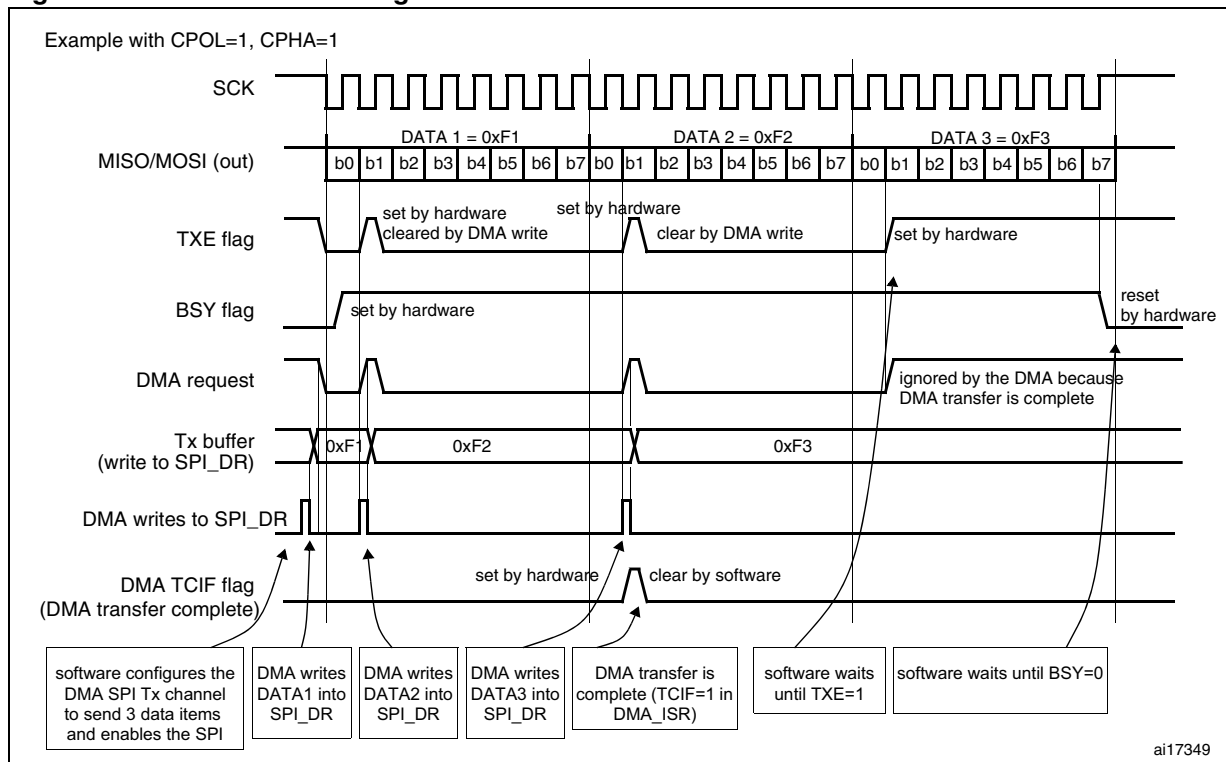 Example with CPOL=1, CPHA=1
SCK
DATA 1 = 0xF1
DATA 2 = 0xF2
DATA 3 = 0xF3
MISO/MOSI (out)
b0 b1 b2 b3 b4 b5 b6 b7 b0 b1 b2 b3 b4 b5 b6 b7 b0 b1 b2 b3 b4 b5 b6 b7
set by hardware
cleared by DMA write
set by hardware
clear by DMA write
set by hardware
TXE flag
BSY flag
set by hardware
reset
by hardware
DMA request
ignored by the DMA because
DMA transfer is complete
Tx buffer
(write to SPI_DR)
0xF1
0xF2
0xF3
DMA writes to SPI_DR
DMA TCIF flag
(DMA transfer complete)
set by hardware
clear by software
software configures the
DMA SPI Tx channel
to send 3 data items
and enables the SPI
DMA writes
DATA1 into
SPI_DR
DMA writes
DATA2 into
SPI_DR
DMA writes
DATA3 into
SPI_DR
DMA transfer is
complete (TCIF=1 in
DMA_ISR)
software waits
until TXE=1
software waits until BSY=0
ai17349